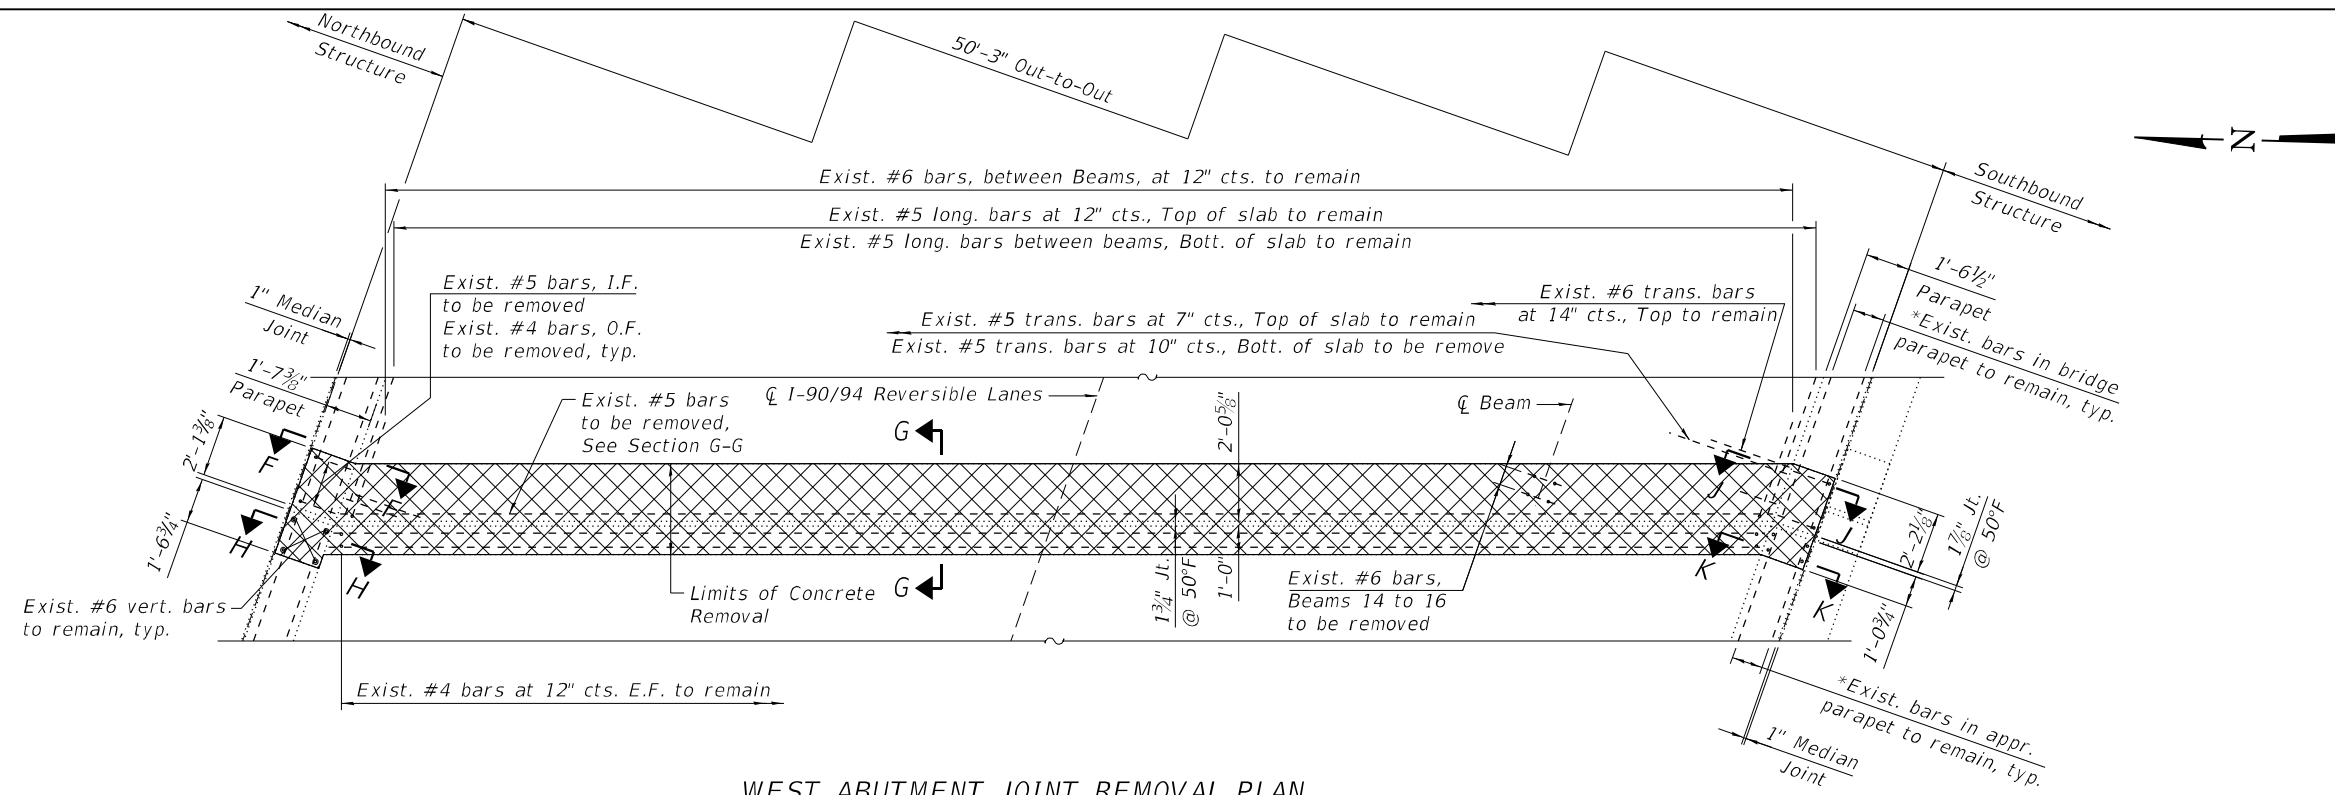 Northbound
Structure
50'-3" Out-to-Out
N
Southbound
Structure
Exist. #6 bars, between Beams, at 12" cts. to remain
Exist. #5 long. bars at 12" cts., Top of slab to remain
Exist. #5 long. bars between beams, Bott. of slab to remain
Exist. #5 bars, I.F.
to be removed
Exist. #4 bars, O.F.
to be removed, typ.
1" Median
Joint
1'-7⅜"
Parapet
Exist. #6 trans. bars
at 14" cts., Top to remain
Exist. #5 trans. bars at 7" cts., Top of slab to remain
Exist. #5 trans. bars at 10" cts., Bott. of slab to be remove
1'-6½"
Parapet
*Exist. bars in bridge
parapet to remain, typ.
Exist. #5 bars
to be removed,
See Section G-G
℄ I-90/94 Reversible Lanes
℄ Beam
2'-0⅝"
2'-1⅜"
1'-6¾"
F
F
G
J
J
H
H
K
K
G
1¾" Jt.
@ 50°F
1'-0"
2'-2⅛"
1⅞" Jt.
@ 50°F
1'-0¾"
Limits of Concrete
Removal
Exist. #6 bars,
Beams 14 to 16
to be removed
Exist. #6 vert. bars
to remain, typ.
Exist. #4 bars at 12" cts. E.F. to remain
*Exist. bars in appr.
parapet to remain, typ.
1" Median
Joint
WEST ABUTMENT JOINT REMOVAL PLAN